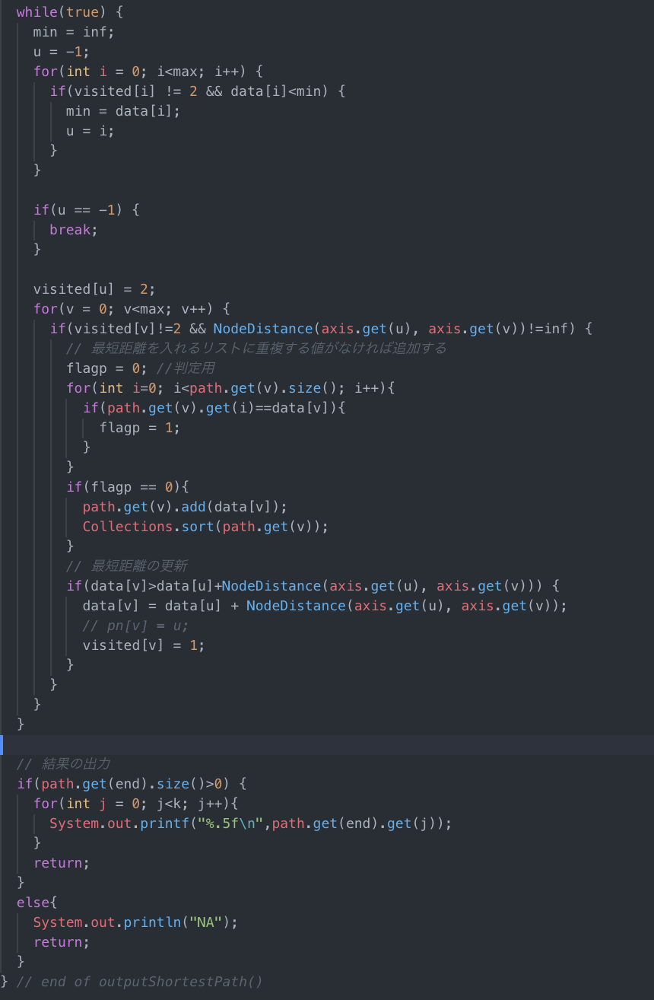 while(true) {
  min = inf;
  u = -1;
  for(int i = 0; i<max; i++) {
    if(visited[i] != 2 && data[i]<min) {
      min = data[i];
      u = i;
    }
  }

  if(u == -1) {
    break;
  }

  visited[u] = 2;
  for(v = 0; v<max; v++) {
    if(visited[v]!=2 && NodeDistance(axis.get(u), axis.get(v))!=inf) {
      // 最短距離を入れるリストに重複する値がなければ追加する
      flagp = 0; //判定用
      for(int i=0; i<path.get(v).size(); i++){
        if(path.get(v).get(i)==data[v]){
          flagp = 1;
        }
      }
      if(flagp == 0){
        path.get(v).add(data[v]);
        Collections.sort(path.get(v));
      }
      // 最短距離の更新
      if(data[v]>data[u]+NodeDistance(axis.get(u), axis.get(v))) {
        data[v] = data[u] + NodeDistance(axis.get(u), axis.get(v));
        // pn[v] = u;
        visited[v] = 1;
      }
    }
  }
}

// 結果の出力
if(path.get(end).size()>0) {
  for(int j = 0; j<k; j++){
    System.out.printf("%.5f\n",path.get(end).get(j));
  }
  return;
}
else{
  System.out.println("NA");
  return;
}
} // end of outputShortestPath()